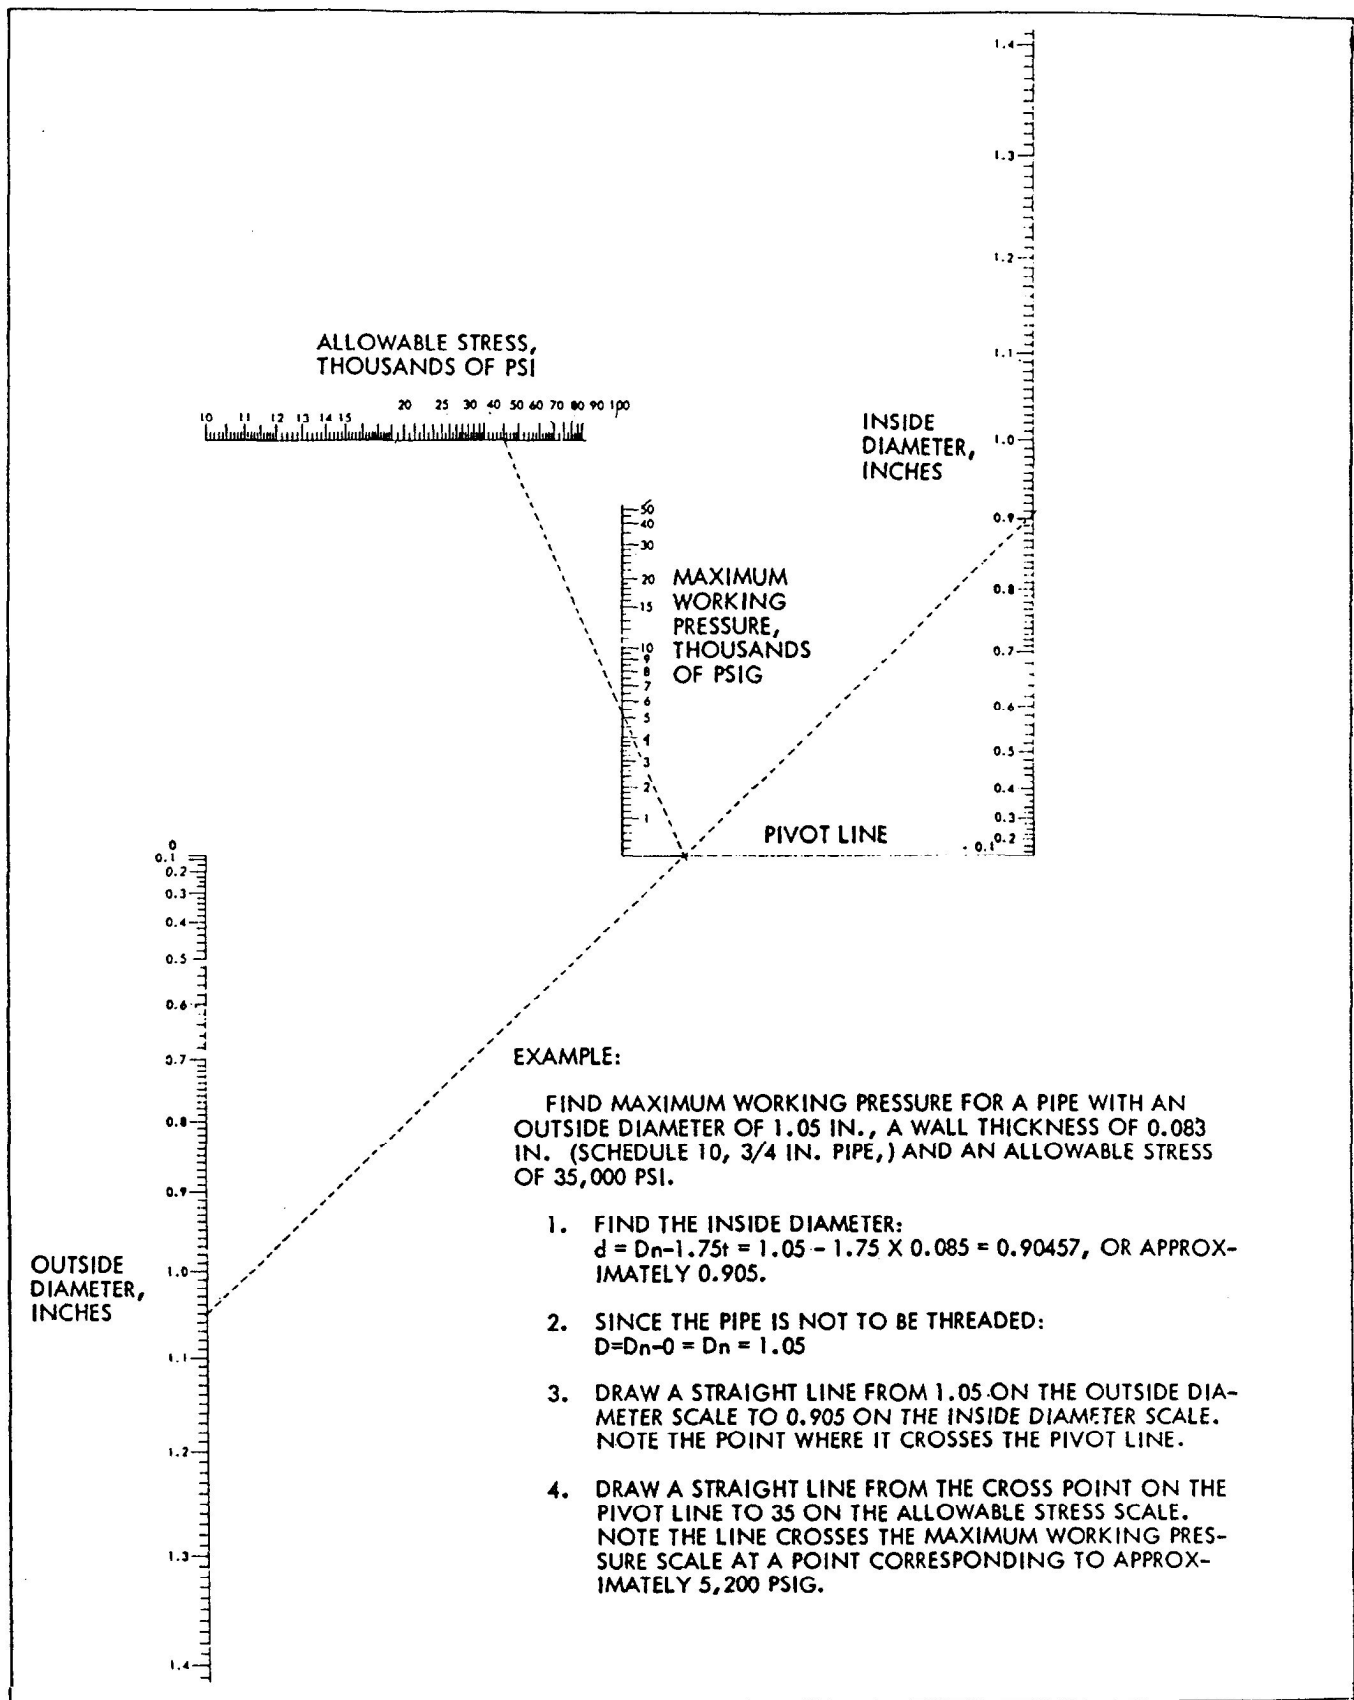 ALLOWABLE STRESS,
THOUSANDS OF PSI
10 11 12 13 14 15 20 25 30 40 50 60 70 80 90 100
1.4
1.3
1.2
1.1
1.0
0.9
0.8
0.7
0.6
0.5
0.4
0.3
0.2
0.1
INSIDE
DIAMETER,
INCHES
50
40
30
20
15
10
9
8
7
6
5
4
3
2
1
MAXIMUM
WORKING
PRESSURE,
THOUSANDS
OF PSIG
PIVOT LINE
0
0.1
0.2
0.3
0.4
0.5
0.6
0.7
0.8
0.9
1.0
1.1
1.2
1.3
1.4
OUTSIDE
DIAMETER,
INCHES
EXAMPLE:
FIND MAXIMUM WORKING PRESSURE FOR A PIPE WITH AN
OUTSIDE DIAMETER OF 1.05 IN., A WALL THICKNESS OF 0.083
IN. (SCHEDULE 10, 3/4 IN. PIPE,) AND AN ALLOWABLE STRESS
OF 35,000 PSI.
1. FIND THE INSIDE DIAMETER:
d = Dn-1.75t = 1.05 - 1.75 X 0.085 = 0.90457, OR APPROX-
IMATELY 0.905.
2. SINCE THE PIPE IS NOT TO BE THREADED:
D=Dn-0 = Dn = 1.05
3. DRAW A STRAIGHT LINE FROM 1.05 ON THE OUTSIDE DIA-
METER SCALE TO 0.905 ON THE INSIDE DIAMETER SCALE.
NOTE THE POINT WHERE IT CROSSES THE PIVOT LINE.
4. DRAW A STRAIGHT LINE FROM THE CROSS POINT ON THE
PIVOT LINE TO 35 ON THE ALLOWABLE STRESS SCALE.
NOTE THE LINE CROSSES THE MAXIMUM WORKING PRES-
SURE SCALE AT A POINT CORRESPONDING TO APPROX-
IMATELY 5,200 PSIG.